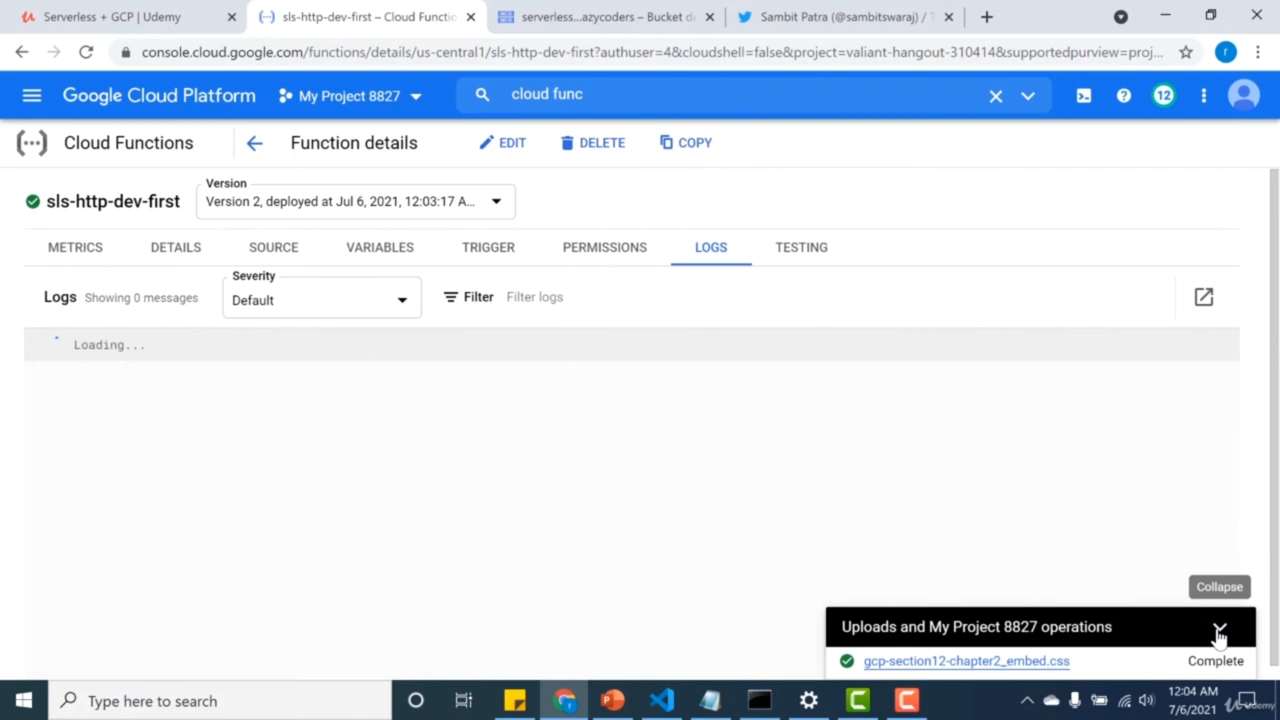 Serverless + GCP | Udemy
sls-http-dev-first – Cloud Functio
serverless...azycoders – Bucket de
Sambit Patra (@sambitswaraj) / T
console.cloud.google.com/functions/details/us-central1/sls-http-dev-first?authuser=4&cloudshell=false&project=valiant-hangout-310414&supportedpurview=proj...
r
Google Cloud Platform
My Project 8827
cloud func
12
Cloud Functions
Function details
EDIT
DELETE
COPY
sls-http-dev-first
Version
Version 2, deployed at Jul 6, 2021, 12:03:17 A...
METRICS
DETAILS
SOURCE
VARIABLES
TRIGGER
PERMISSIONS
LOGS
TESTING
Logs Showing 0 messages
Severity
Default
Filter Filter logs
Loading...
Collapse
Uploads and My Project 8827 operations
gcp-section12-chapter2_embed.css
Complete
Type here to search
12:04 AM
7/6/2021
Udemy